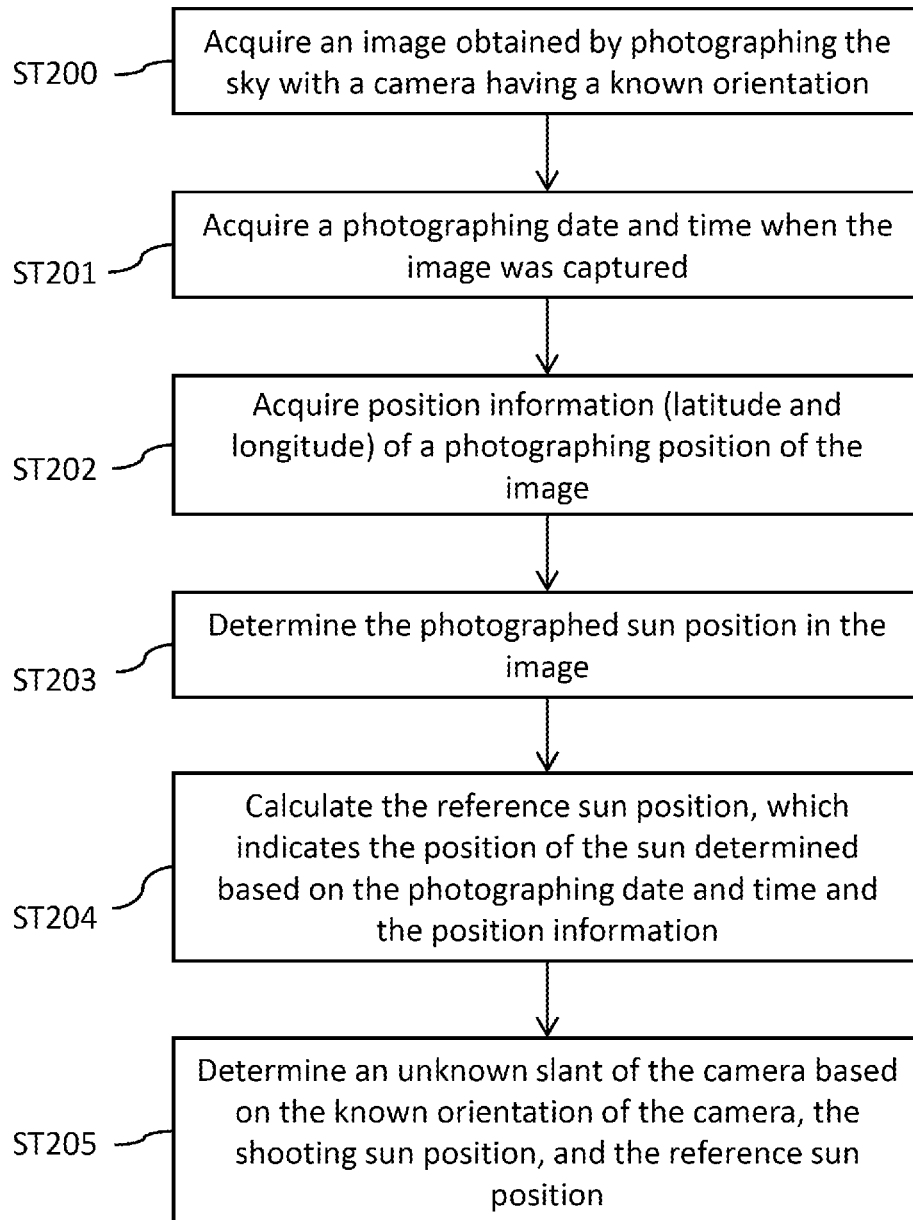 ST200
Acquire an image obtained by photographing the
sky with a camera having a known orientation
ST201
Acquire a photographing date and time when the
image was captured
ST202
Acquire position information (latitude and
longitude) of a photographing position of the
image
ST203
Determine the photographed sun position in the
image
ST204
Calculate the reference sun position, which
indicates the position of the sun determined
based on the photographing date and time and
the position information
ST205
Determine an unknown slant of the camera based
on the known orientation of the camera, the
shooting sun position, and the reference sun
position